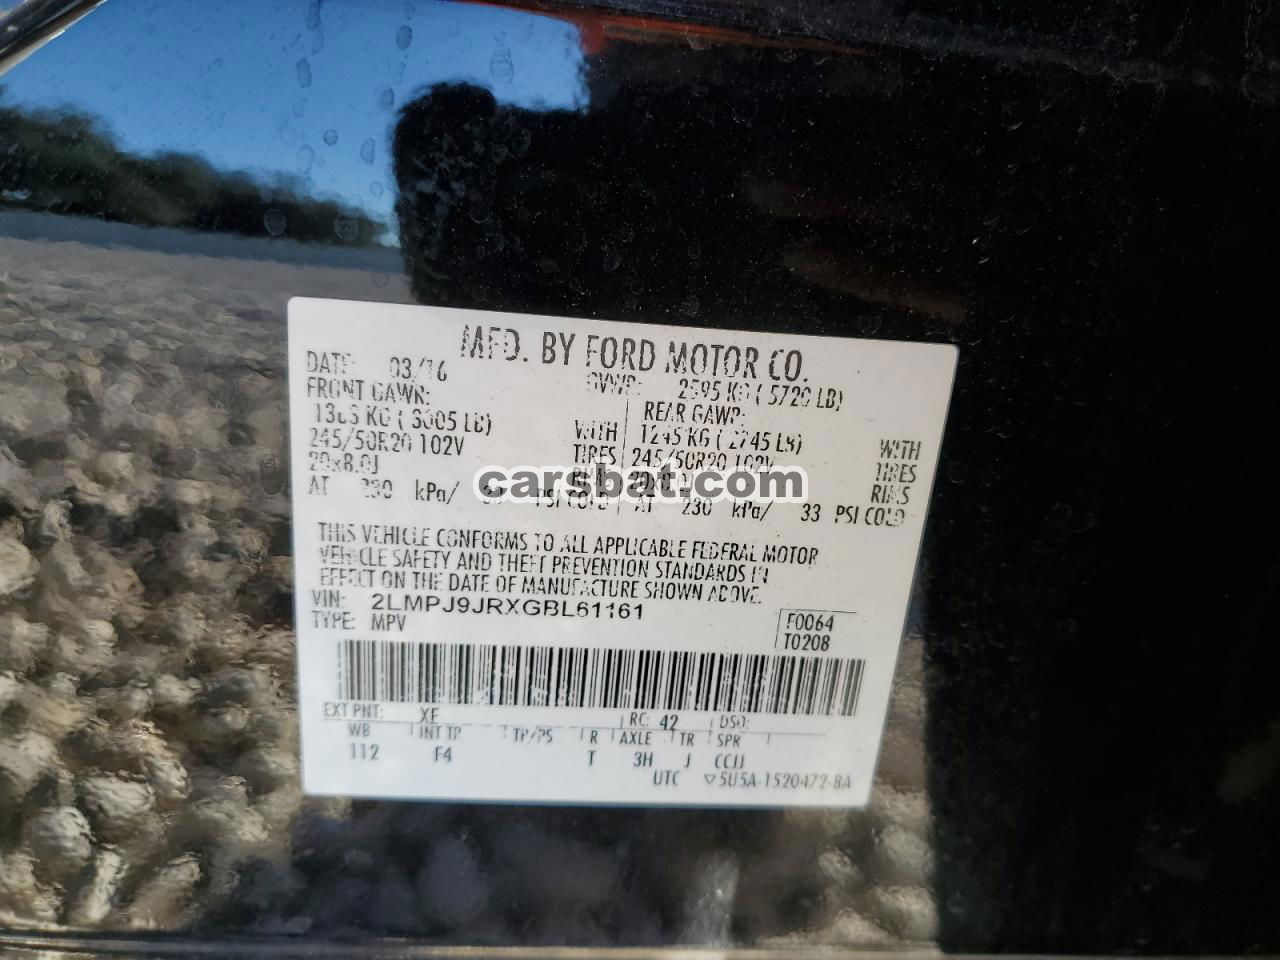 MFD. BY FORD MOTOR CO.
DATE: 03/16 GVWR: 2595 KG ( 5720 LB)
FRONT GAWR: REAR GAWR:
1365 KG ( 3005 LB) WITH 1245 KG ( 2745 LB) WITH
245/50R20 102V TIRES 245/50R20 102V TIRES
20x8.0J RIMS
AT 230 kPa/ PSI COLD AT 230 kPa/ 33 PSI COLD
carsbat.com
THIS VEHICLE CONFORMS TO ALL APPLICABLE FEDERAL MOTOR
VEHICLE SAFETY AND THEFT PREVENTION STANDARDS IN
EFFECT ON THE DATE OF MANUFACTURE SHOWN ABOVE.
VIN: 2LMPJ9JRXGBL61161
TYPE: MPV
F0064
T0208
EXT PNT: RC: 42 DSO:
WB INT TR TP/PS R AXLE TR SPR
112 F4 T 3H J CCJJ
UTC ▽5U5A-1520472-BA